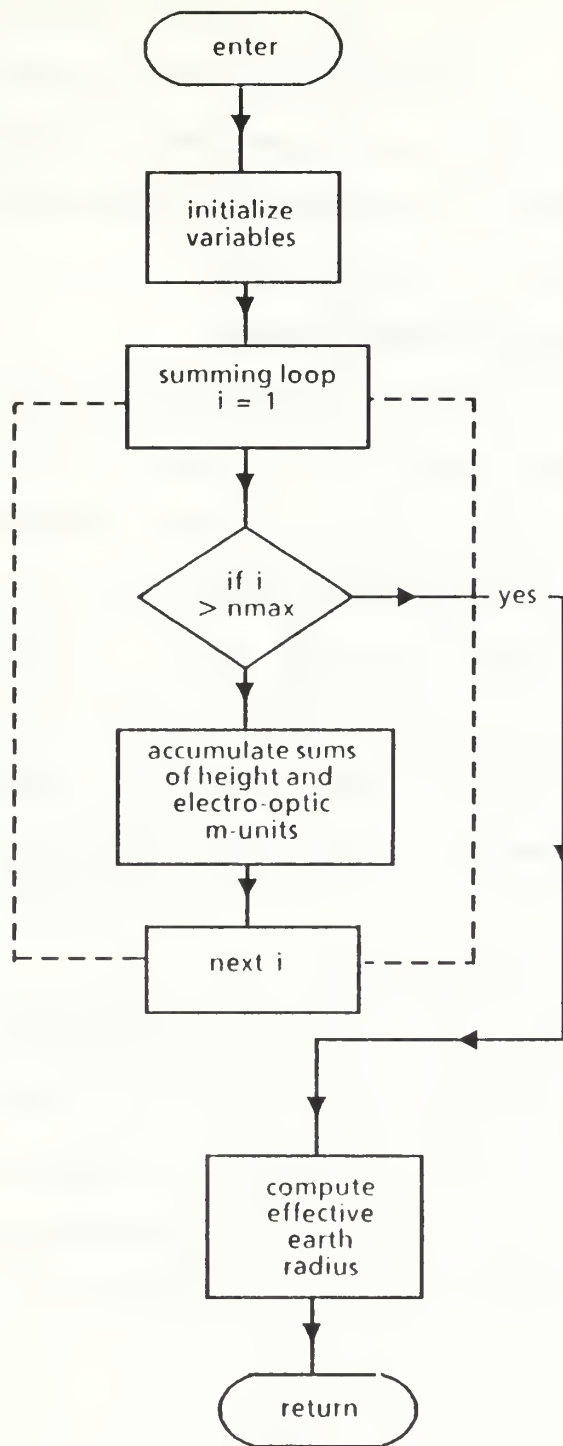 enter
initialize
variables
summing loop
i = 1
if i
> nmax
yes
accumulate sums
of height and
electro-optic
m-units
next i
compute
effective
earth
radius
return